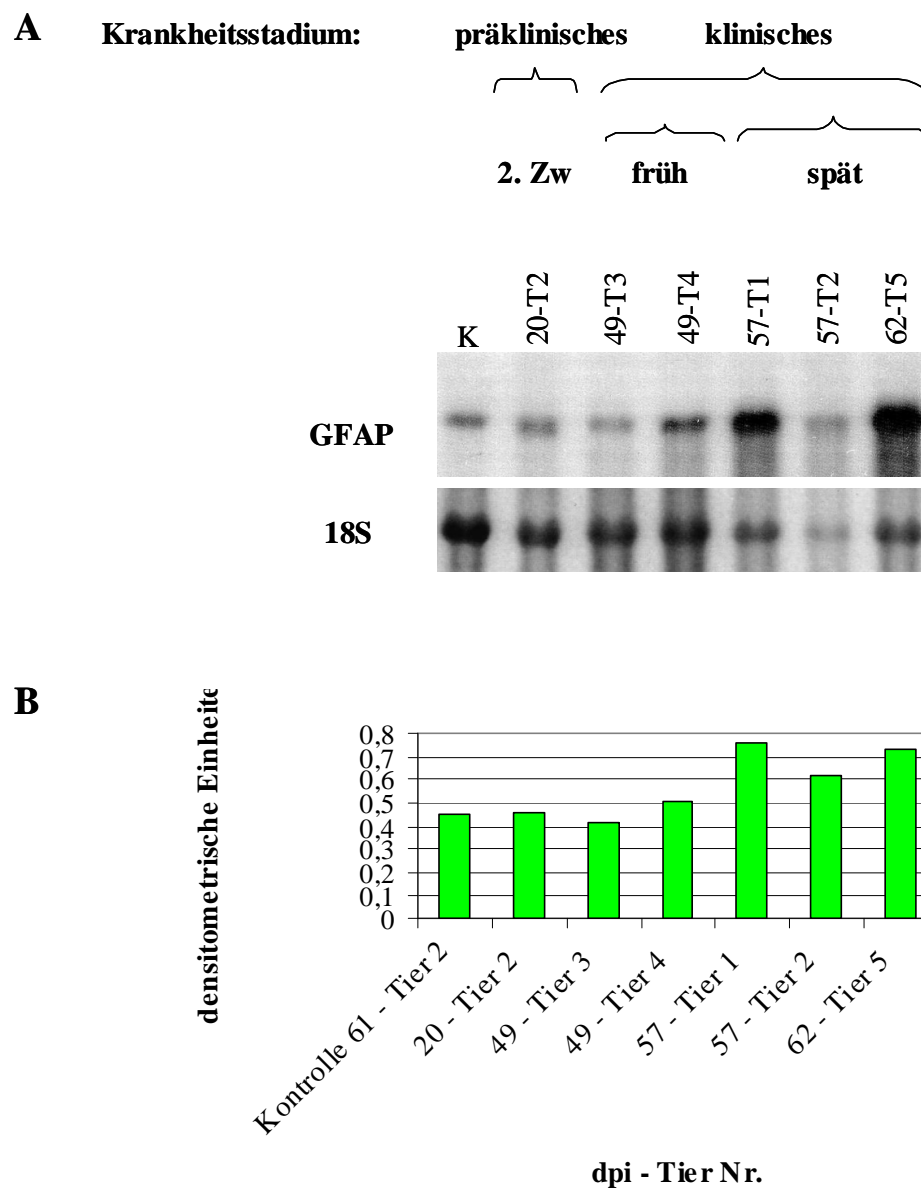 A Krankheitsstadium: präklinisches klinisches
2. Zw früh spät
K 20-T2 49-T3 49-T4 57-T1 57-T2 62-T5
GFAP
18S
B
densitometrische Einheite
0,8
0,7
0,6
0,5
0,4
0,3
0,2
0,1
0
Kontrolle 61 - Tier 2
20 - Tier 2
49 - Tier 3
49 - Tier 4
57 - Tier 1
57 - Tier 2
62 - Tier 5
dpi - Tier Nr.